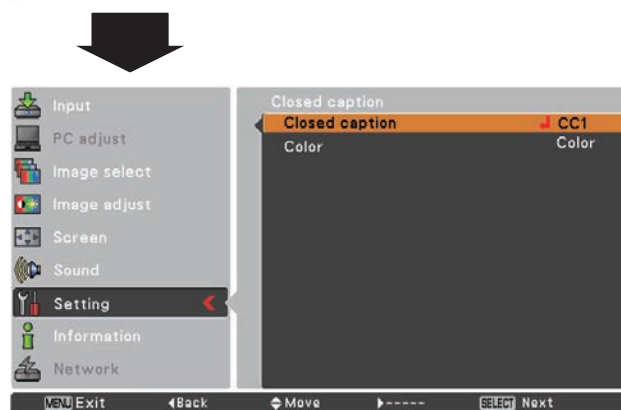 Input
PC adjust
Image select
Image adjust
Screen
Sound
Setting
Information
Network
Closed caption
Closed caption CC1
Color Color
MENU Exit Back Move ----- SELECT Next